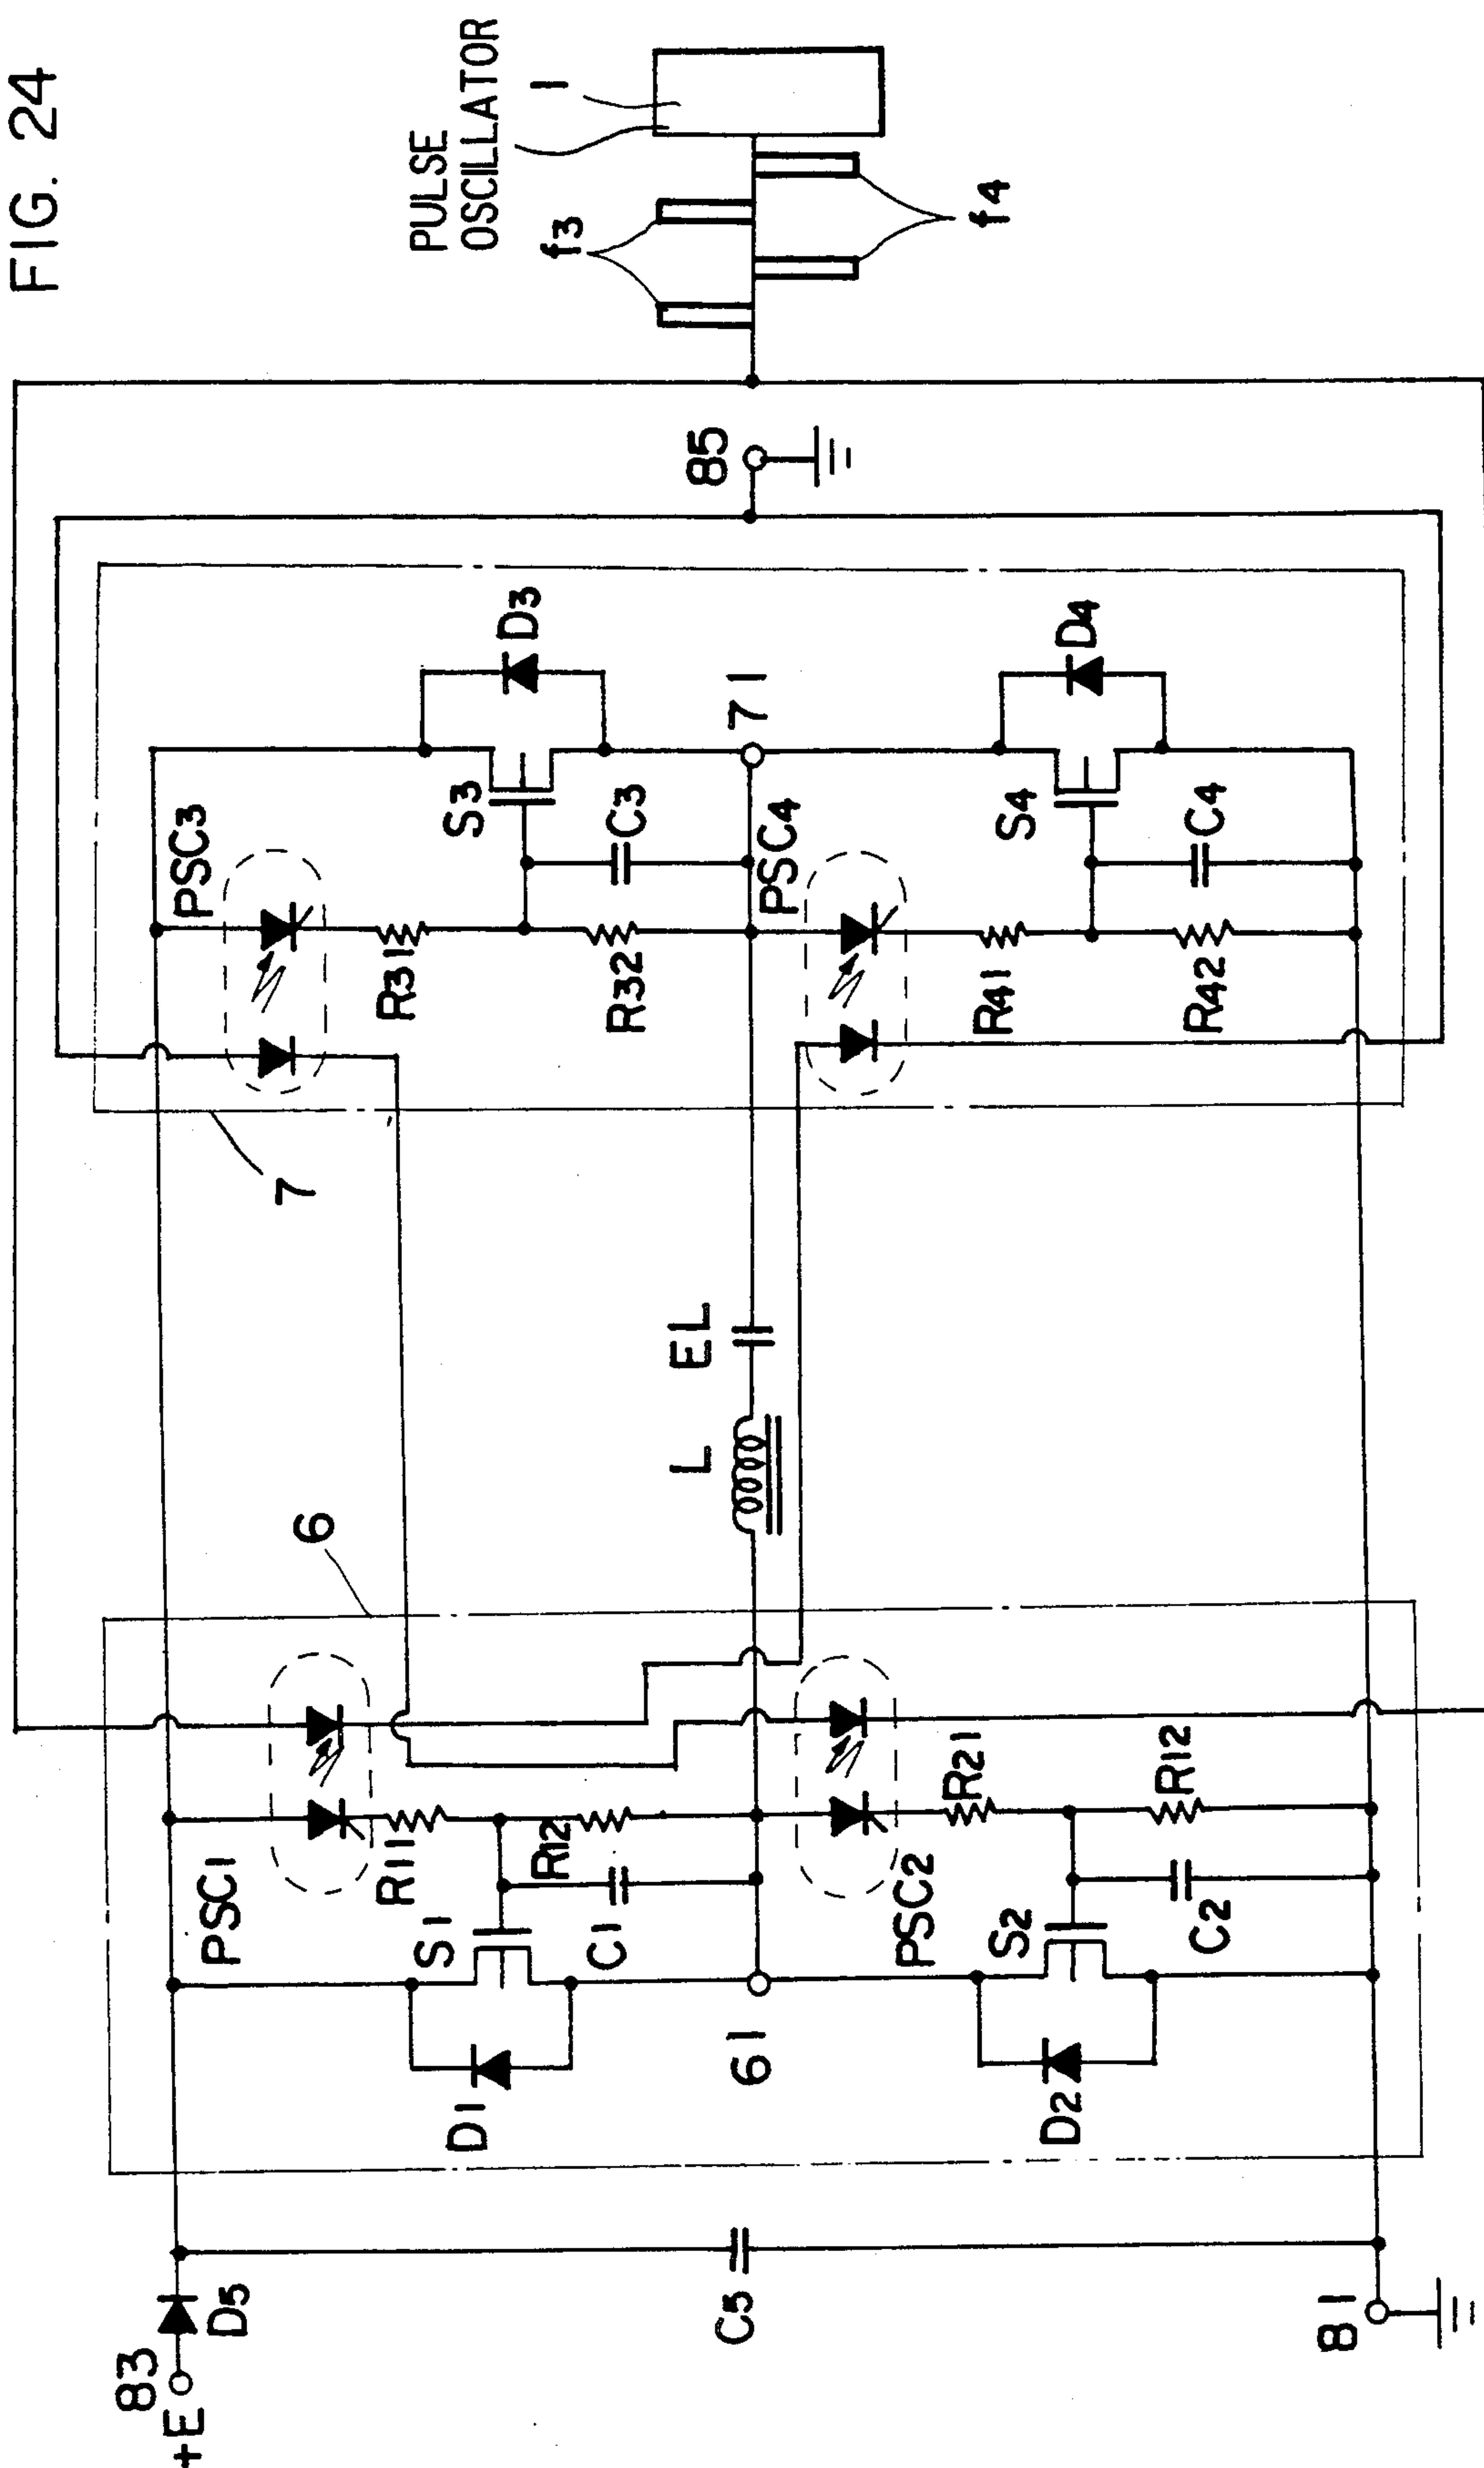 FIG. 24
PULSE
OSCILLATOR
1
f3
f4
85
7
PSC3
R31
R32
S3
C3
D3
71
PSC4
R41
R42
S4
C4
D4
L
EL
6
PSC1
R11
R12
S1
C1
D1
61
PSC2
R21
R12
S2
C2
D2
+E
83
D5
C5
81